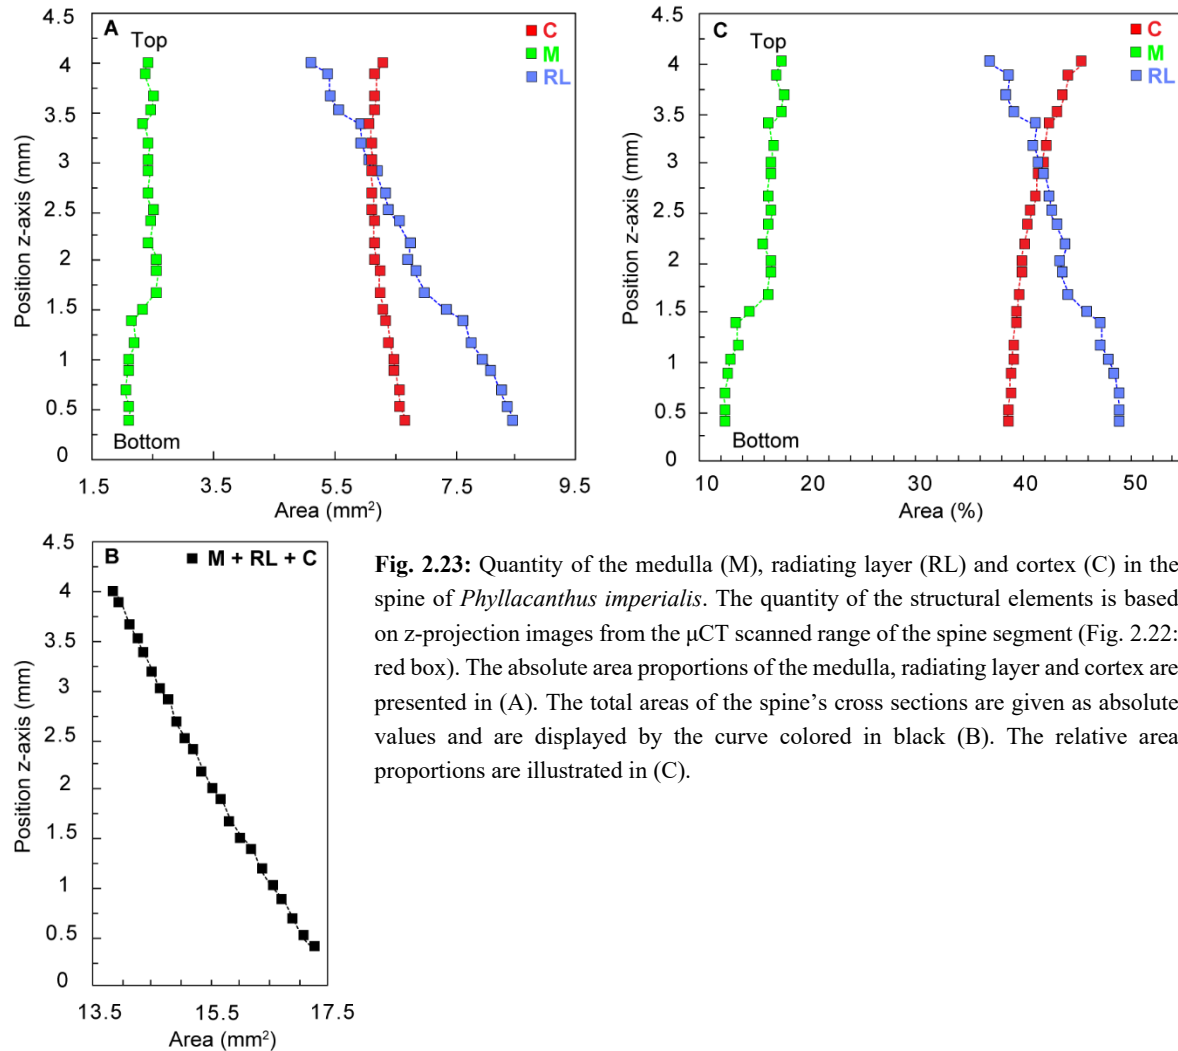 A
C
M
RL
Top
Bottom
4.5
4
3.5
3
2.5
2
1.5
1
0.5
0
Position z-axis (mm)
1.5 3.5 5.5 7.5 9.5
Area (mm²)
C
C
M
RL
Top
Bottom
4.5
4
3.5
3
2.5
2
1.5
1
0.5
0
Position z-axis (mm)
10 20 30 40 50
Area (%)
B
M + RL + C
4.5
4
3.5
3
2.5
2
1.5
1
0.5
0
Position z-axis (mm)
13.5 15.5 17.5
Area (mm²)
Fig. 2.23: Quantity of the medulla (M), radiating layer (RL) and cortex (C) in the
spine of Phyllacanthus imperialis. The quantity of the structural elements is based
on z-projection images from the µCT scanned range of the spine segment (Fig. 2.22:
red box). The absolute area proportions of the medulla, radiating layer and cortex are
presented in (A). The total areas of the spine’s cross sections are given as absolute
values and are displayed by the curve colored in black (B). The relative area
proportions are illustrated in (C).